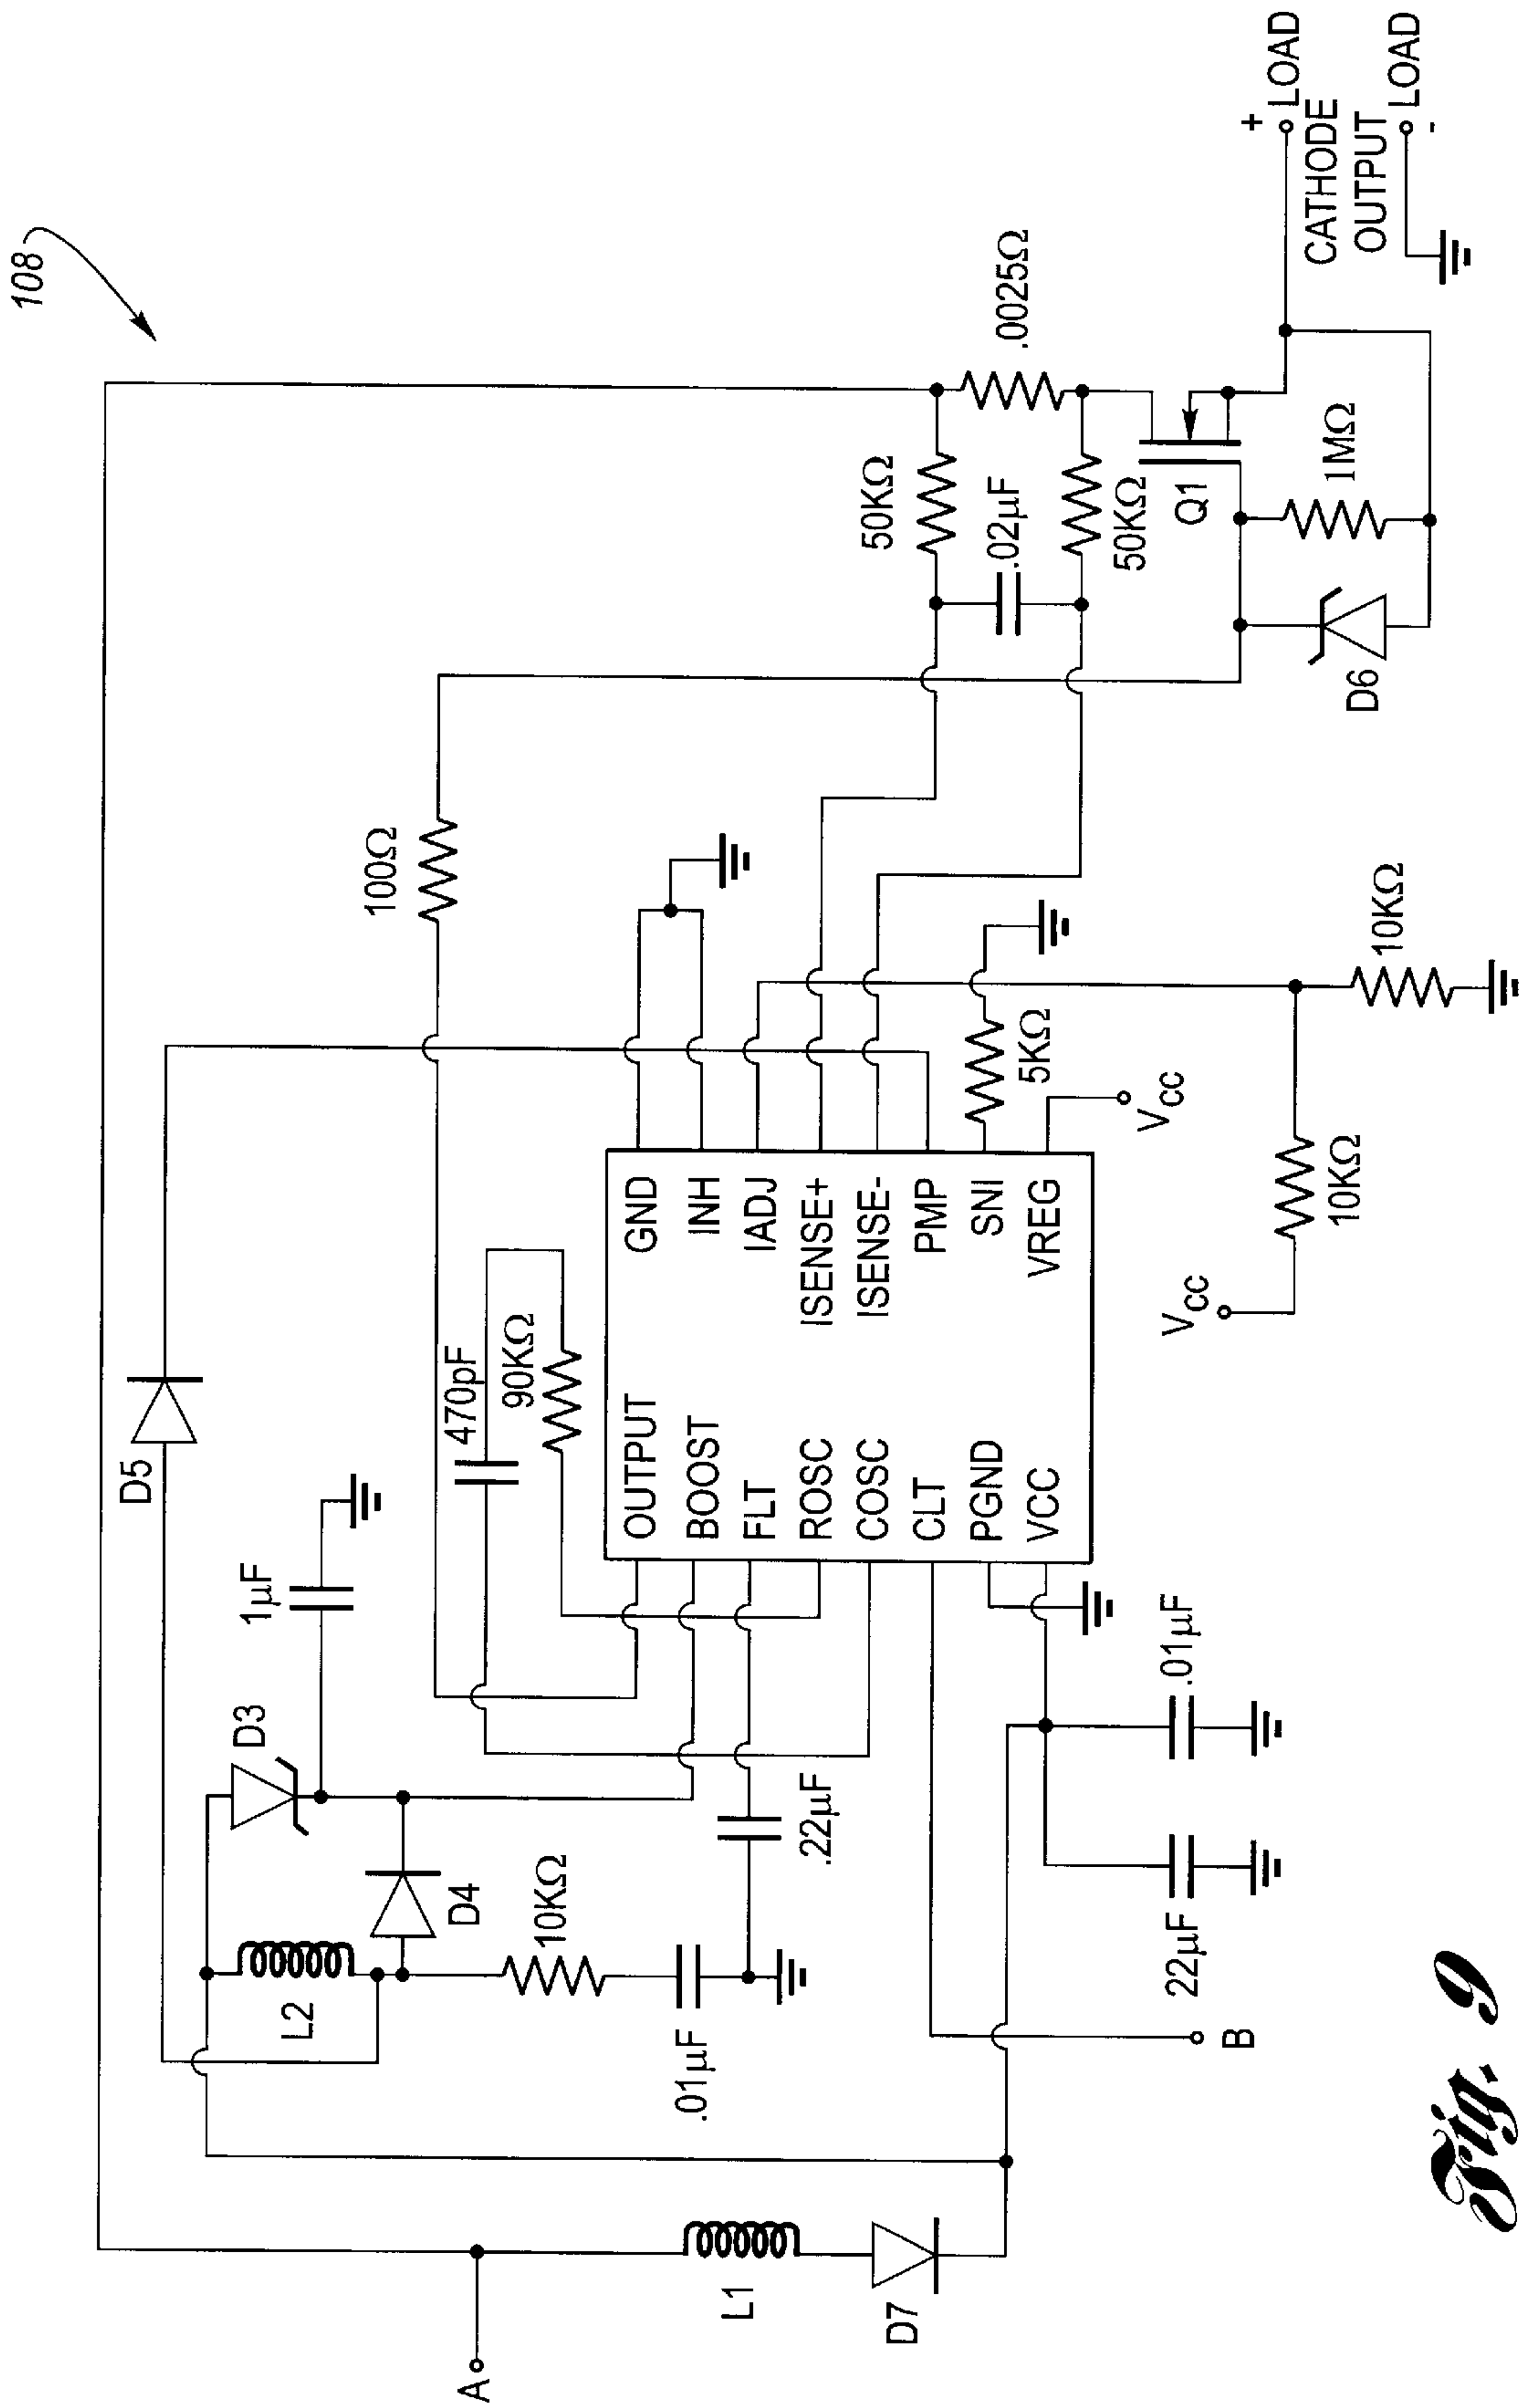 108
D5
1µF
D3
D4
L2
10KΩ
.01µF
.22µF
470pF
90KΩ
100Ω
OUTPUT
BOOST
FLT
ROSC
COSC
CLT
PGND
VCC
GND
INH
IADJ
ISENSE+
ISENSE-
PMP
SNI
VREG
5KΩ
VCC
VCC
10KΩ
10KΩ
50KΩ
.02µF
50KΩ
.0025Ω
Q1
1MΩ
D6
+
LOAD
CATHODE
OUTPUT
LOAD
-
A
L1
D7
B
22µF
.01µF
Fig. 9